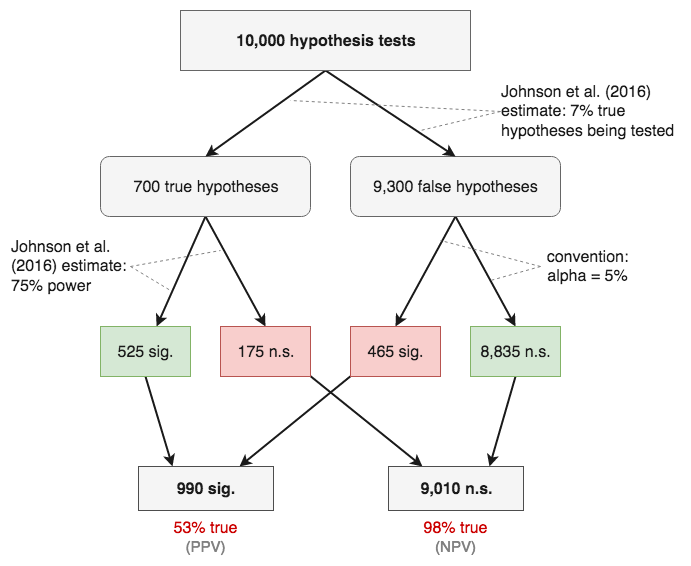 10,000 hypothesis tests
Johnson et al. (2016)
estimate: 7% true
hypotheses being tested
700 true hypotheses
9,300 false hypotheses
Johnson et al.
(2016) estimate:
75% power
convention:
alpha = 5%
525 sig.
175 n.s.
465 sig.
8,835 n.s.
990 sig.
9,010 n.s.
53% true
(PPV)
98% true
(NPV)